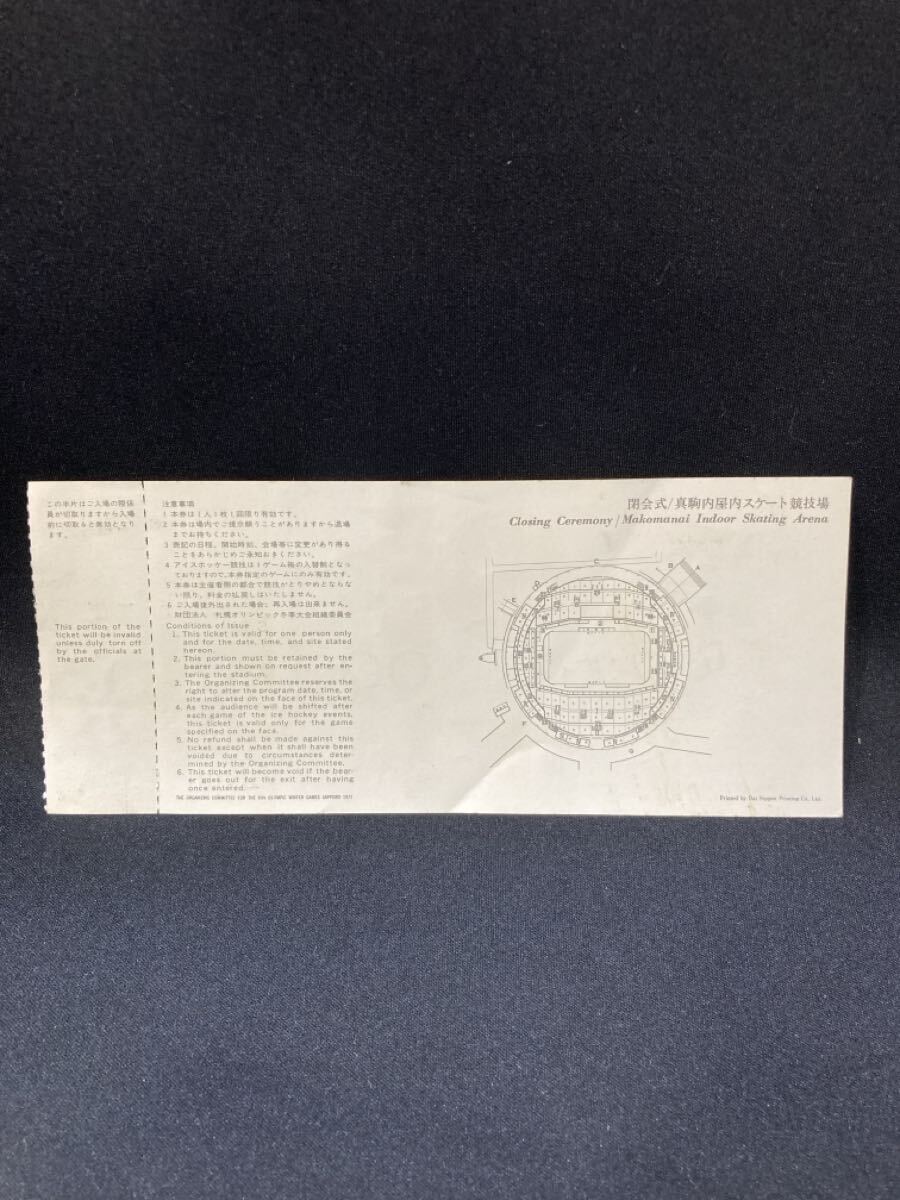 この半片はご入場の際係
員が切取りますから入場
前に切取ると無効となり
ます。
This portion of the
ticket will be invalid
unless duly torn off
by the officials at
the gate.
注意事項
1 本券は1人1枚1回限り有効です。
2 本券は場内でご提示願うことがありますから退場
までお持ちください。
3 表記の日程、開始時刻、会場等に変更があり得る
ことをあらかじめご承知おきください。
4 アイスホッケー競技は1ゲーム毎の入替制となっ
ておりますので、本券指定のゲームにのみ有効です。
5 本券は主催者側の都合で競技がとりやめとならな
い限り、料金の払戻しはいたしません。
6 ご入場後外出された場合、再入場は出来ません。
財団法人 札幌オリンピック冬季大会組織委員会
Conditions of Issue
1. This ticket is valid for one person only
and for the date, time, and site stated
hereon.
2. This portion must be retained by the
bearer and shown on request after en-
tering the stadium.
3. The Organizing Committee reserves the
right to alter the program date, time, or
site indicated on the face of this ticket.
4. As the audience will be shifted after
each game of the ice hockey events,
this ticket is valid only for the game
specified on the face.
5. No refund shall be made against this
ticket except when it shall have been
voided due to circumstances deter-
mined by the Organizing Committee.
6. This ticket will become void if the bear-
er goes out for the exit after having
once entered.
THE ORGANIZING COMMITTEE FOR THE XIth OLYMPIC WINTER GAMES SAPPORO 1972
閉会式/真駒内屋内スケート競技場
Closing Ceremony/Makomanai Indoor Skating Arena
A
B
C
D
E
F
G
Printed by Dai Nippon Printing Co., Ltd.